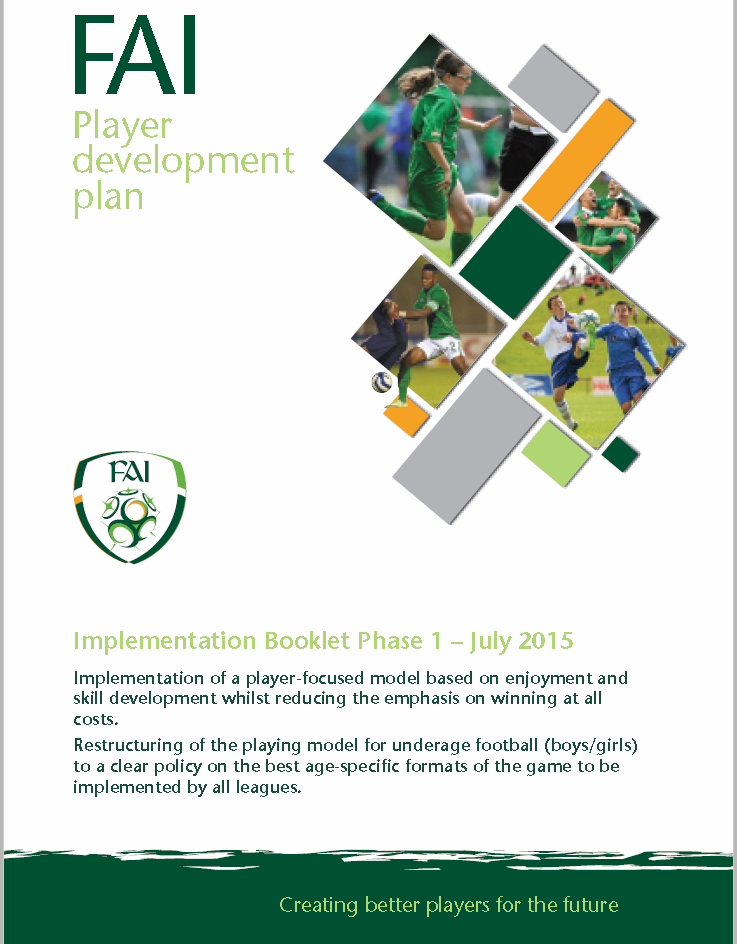 FAI
Player
development
plan
FAI
Implementation Booklet Phase 1 – July 2015
Implementation of a player-focused model based on enjoyment and
skill development whilst reducing the emphasis on winning at all
costs.
Restructuring of the playing model for underage football (boys/girls)
to a clear policy on the best age-specific formats of the game to be
implemented by all leagues.
Creating better players for the future